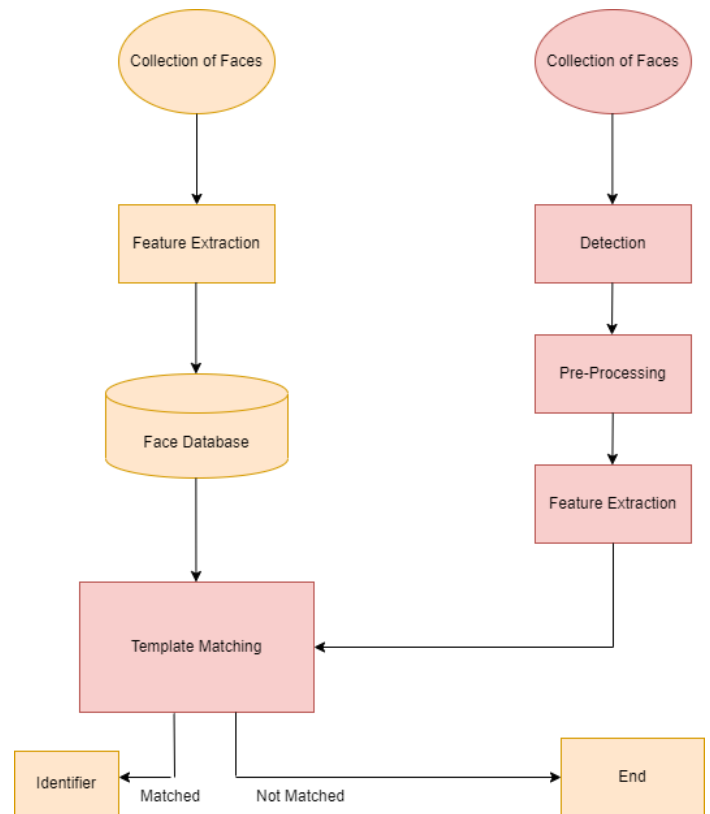 Collection of Faces
Collection of Faces
Feature Extraction
Detection
Pre-Processing
Face Database
Feature Extraction
Template Matching
Identifier
Matched
Not Matched
End